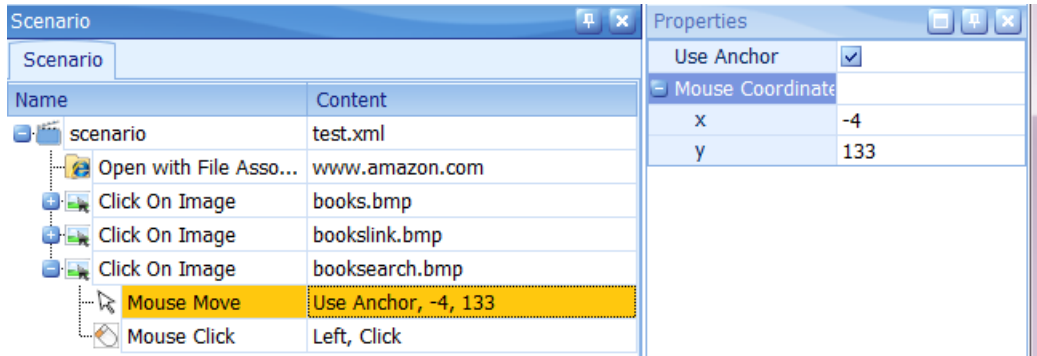 Scenario
Properties
Scenario
Use Anchor
Name Content
Mouse Coordinate
scenario test.xml
x -4
Open with File Asso... www.amazon.com
y 133
Click On Image books.bmp
Click On Image bookslink.bmp
Click On Image booksearch.bmp
Mouse Move Use Anchor, -4, 133
Mouse Click Left, Click